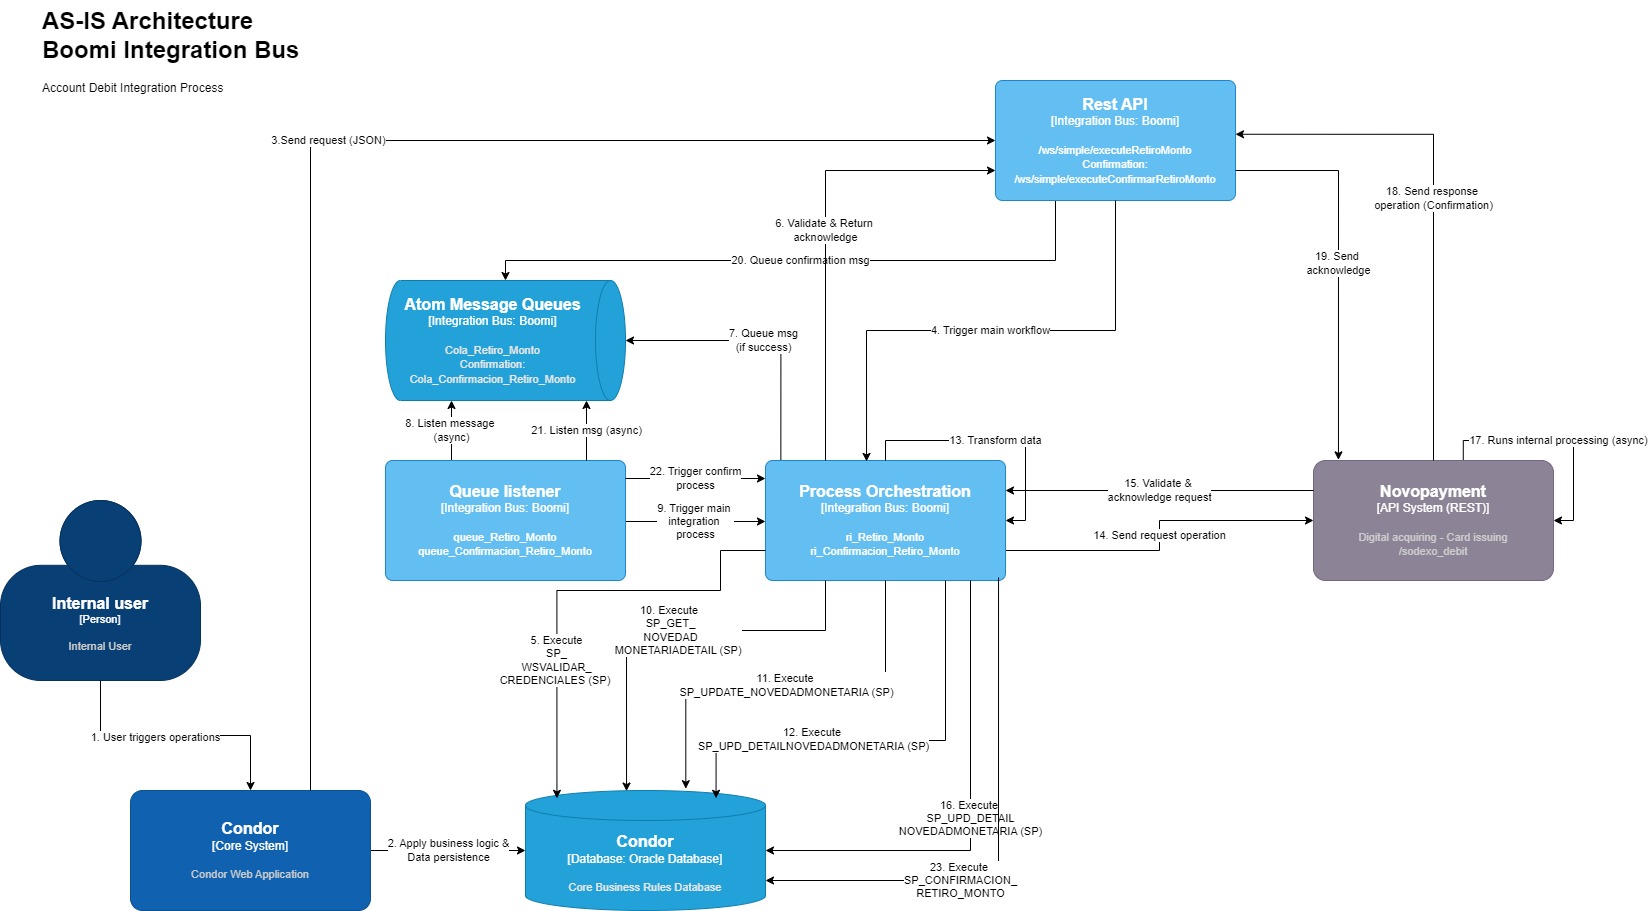 AS-IS Architecture
Boomi Integration Bus
Account Debit Integration Process
Rest API
[Integration Bus: Boomi]
/ws/simple/executeRetiroMonto
Confirmation:
/ws/simple/executeConfirmarRetiroMonto
3.Send request (JSON)
18. Send response
operation (Confirmation)
6. Validate & Return
acknowledge
20. Queue confirmation msg
19. Send
acknowledge
Atom Message Queues
[Integration Bus: Boomi]
Cola_Retiro_Monto
Confirmation:
Cola_Confirmacion_Retiro_Monto
7. Queue msg
(if success)
4. Trigger main workflow
8. Listen message
(async)
21. Listen msg (async)
13. Transform data
17. Runs internal processing (async)
Queue listener
[Integration Bus: Boomi]
queue_Retiro_Monto
queue_Confirmacion_Retiro_Monto
22. Trigger confirm
process
9. Trigger main
integration
process
Process Orchestration
[Integration Bus: Boomi]
ri_Retiro_Monto
ri_Confirmacion_Retiro_Monto
15. Validate &
acknowledge request
14. Send request operation
Novopayment
[API System (REST)]
Digital acquiring - Card issuing
/sodexo_debit
Internal user
[Person]
Internal User
5. Execute
SP_
WSVALIDAR_
CREDENCIALES (SP)
10. Execute
SP_GET_
NOVEDAD
MONETARIADETAIL (SP)
11. Execute
SP_UPDATE_NOVEDADMONETARIA (SP)
12. Execute
SP_UPD_DETAILNOVEDADMONETARIA (SP)
1. User triggers operations
Condor
[Core System]
Condor Web Application
2. Apply business logic &
Data persistence
Condor
[Database: Oracle Database]
Core Business Rules Database
16. Execute
SP_UPD_DETAIL
NOVEDADMONETARIA (SP)
23. Execute
SP_CONFIRMACION_
RETIRO_MONTO